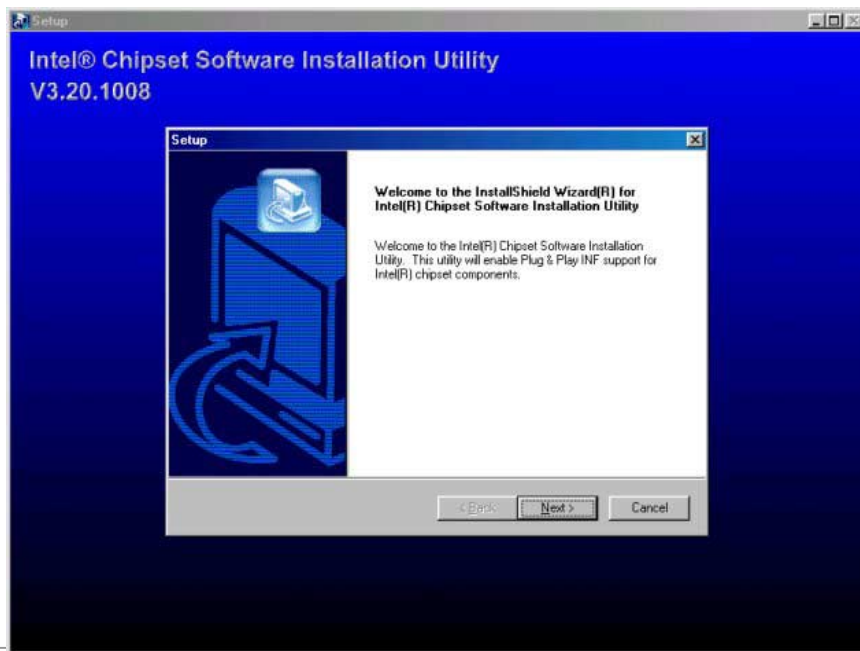 Setup
Intel® Chipset Software Installation Utility
V3.20.1008
Setup
Welcome to the InstallShield Wizard(R) for
Intel(R) Chipset Software Installation Utility
Welcome to the Intel(R) Chipset Software Installation
Utility. This utility will enable Plug & Play INF support for
Intel(R) chipset components.
< Back
Next >
Cancel